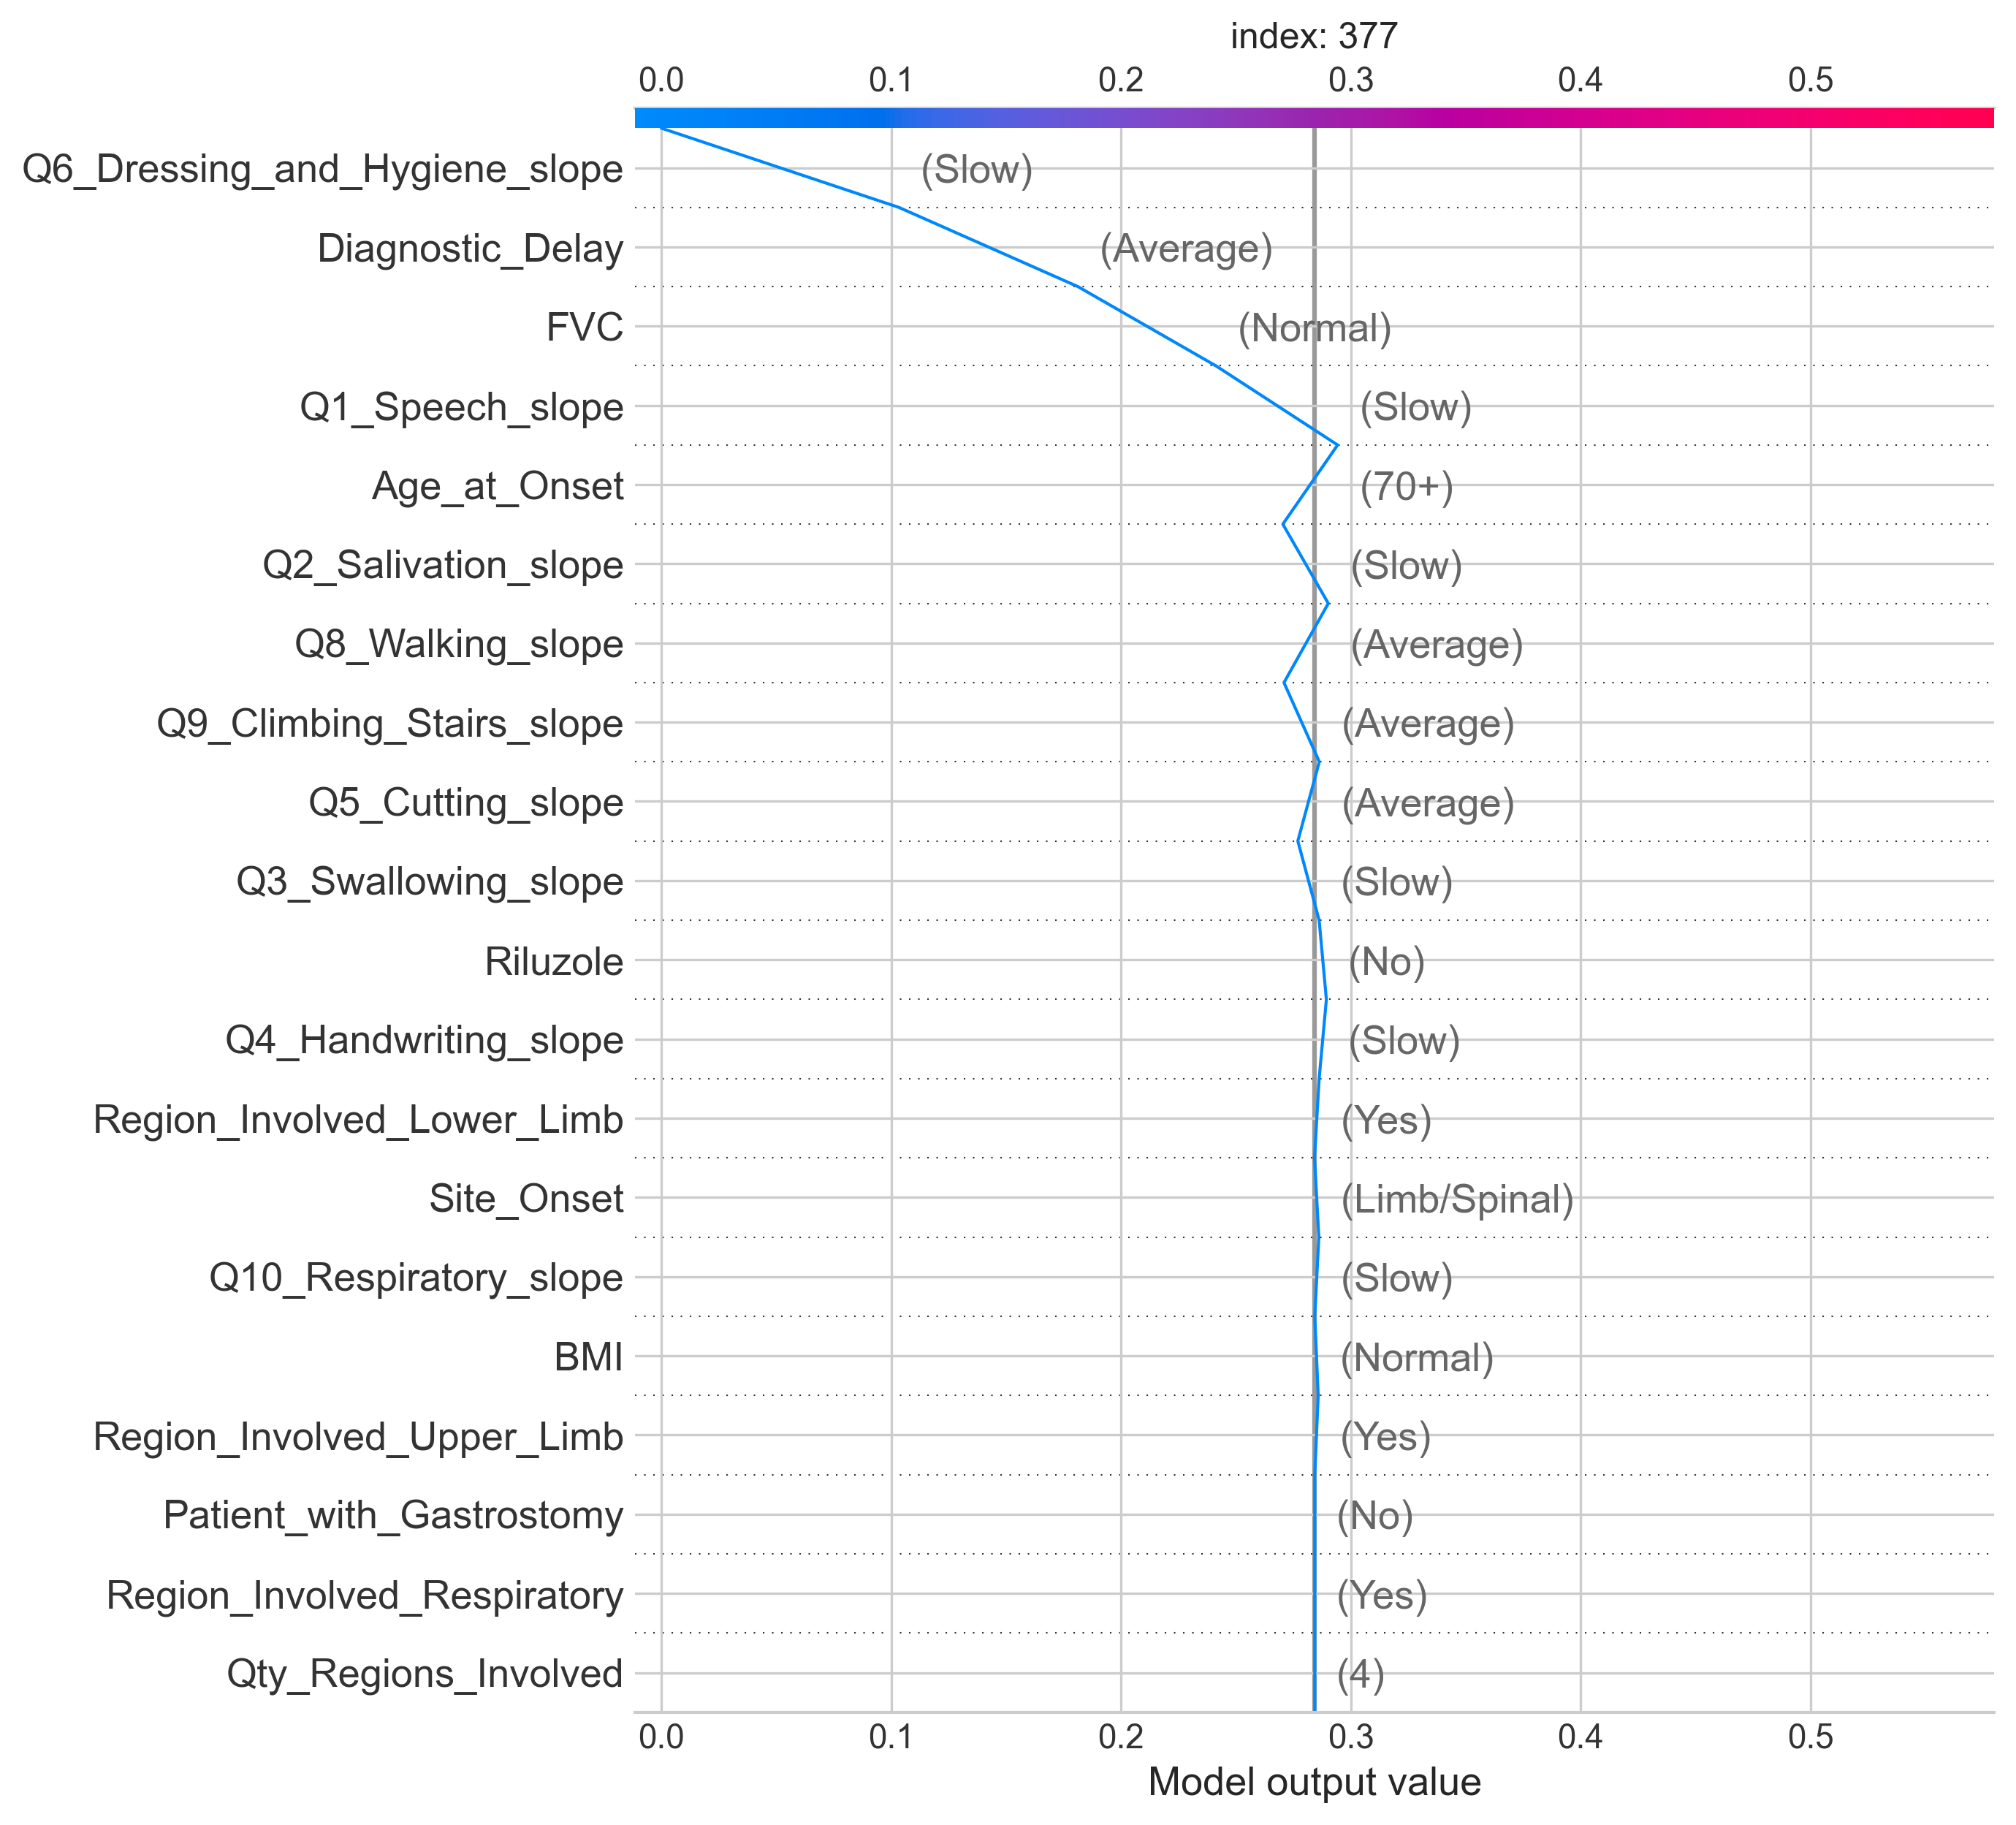 index: 377
0.0 0.1 0.2 0.3 0.4 0.5
Q6_Dressing_and_Hygiene_slope (Slow)
Diagnostic_Delay (Average)
FVC (Normal)
Q1_Speech_slope (Slow)
Age_at_Onset (70+)
Q2_Salivation_slope (Slow)
Q8_Walking_slope (Average)
Q9_Climbing_Stairs_slope (Average)
Q5_Cutting_slope (Average)
Q3_Swallowing_slope (Slow)
Riluzole (No)
Q4_Handwriting_slope (Slow)
Region_Involved_Lower_Limb (Yes)
Site_Onset (Limb/Spinal)
Q10_Respiratory_slope (Slow)
BMI (Normal)
Region_Involved_Upper_Limb (Yes)
Patient_with_Gastrostomy (No)
Region_Involved_Respiratory (Yes)
Qty_Regions_Involved (4)
0.0 0.1 0.2 0.3 0.4 0.5
Model output value